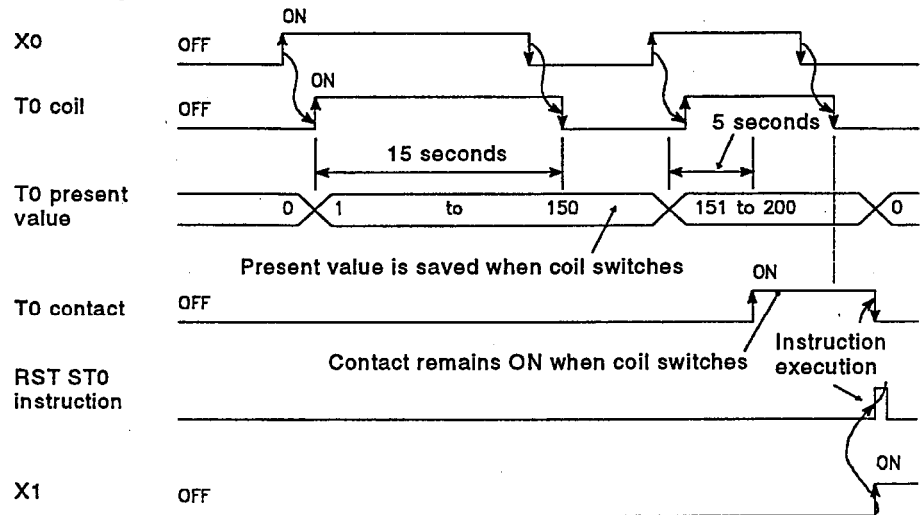 ON
X0
OFF
ON
T0 coil
OFF
5 seconds
15 seconds
T0 present
value
0 1 to 150 151 to 200 0
Present value is saved when coil switches
ON
T0 contact
OFF
Contact remains ON when coil switches
Instruction
execution
RST ST0
instruction
ON
X1
OFF